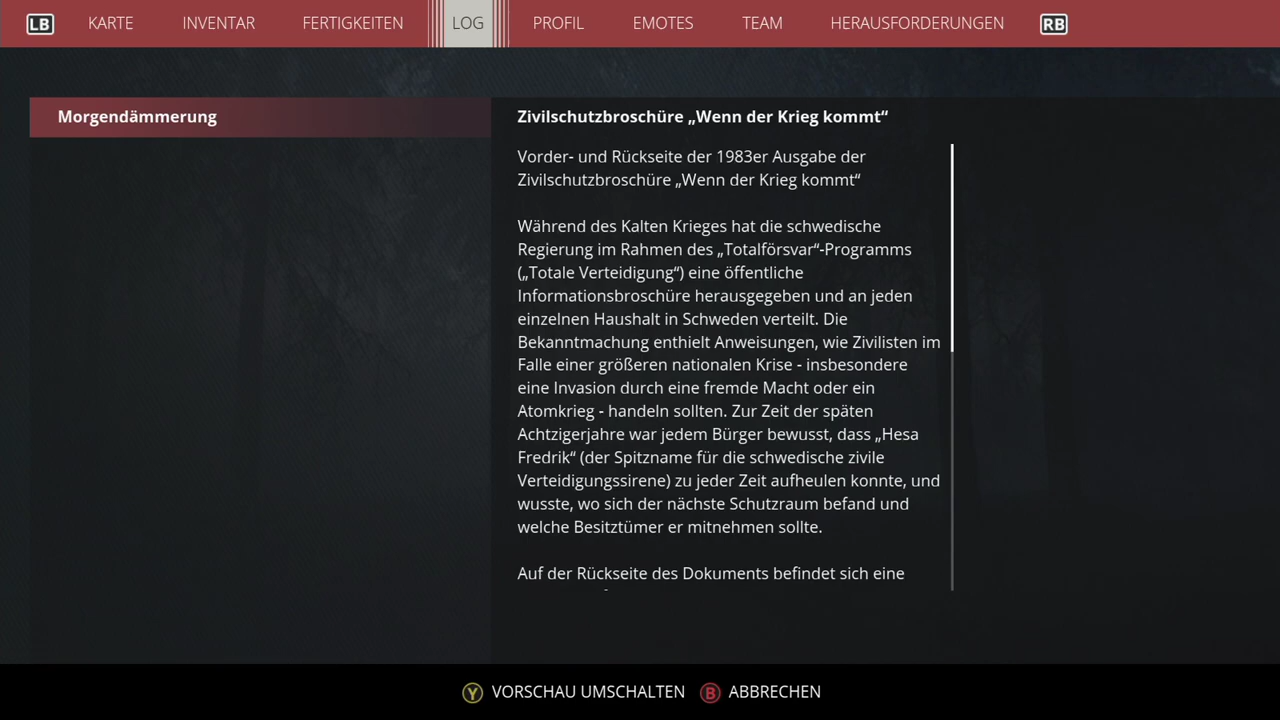 LB KARTE INVENTAR FERTIGKEITEN LOG PROFIL EMOTES TEAM HERAUSFORDERUNGEN RB
Morgendämmerung
Zivilschutzbroschüre „Wenn der Krieg kommt“
Vorder- und Rückseite der 1983er Ausgabe der
Zivilschutzbroschüre „Wenn der Krieg kommt“
Während des Kalten Krieges hat die schwedische
Regierung im Rahmen des „Totalförsvar“-Programms
(„Totale Verteidigung“) eine öffentliche
Informationsbroschüre herausgegeben und an jeden
einzelnen Haushalt in Schweden verteilt. Die
Bekanntmachung enthielt Anweisungen, wie Zivilisten im
Falle einer größeren nationalen Krise - insbesondere
eine Invasion durch eine fremde Macht oder ein
Atomkrieg - handeln sollten. Zur Zeit der späten
Achtzigerjahre war jedem Bürger bewusst, dass „Hesa
Fredrik“ (der Spitzname für die schwedische zivile
Verteidigungssirene) zu jeder Zeit aufheulen konnte, und
wusste, wo sich der nächste Schutzraum befand und
welche Besitztümer er mitnehmen sollte.
Auf der Rückseite des Dokuments befindet sich eine
Y VORSCHAU UMSCHALTEN B ABBRECHEN